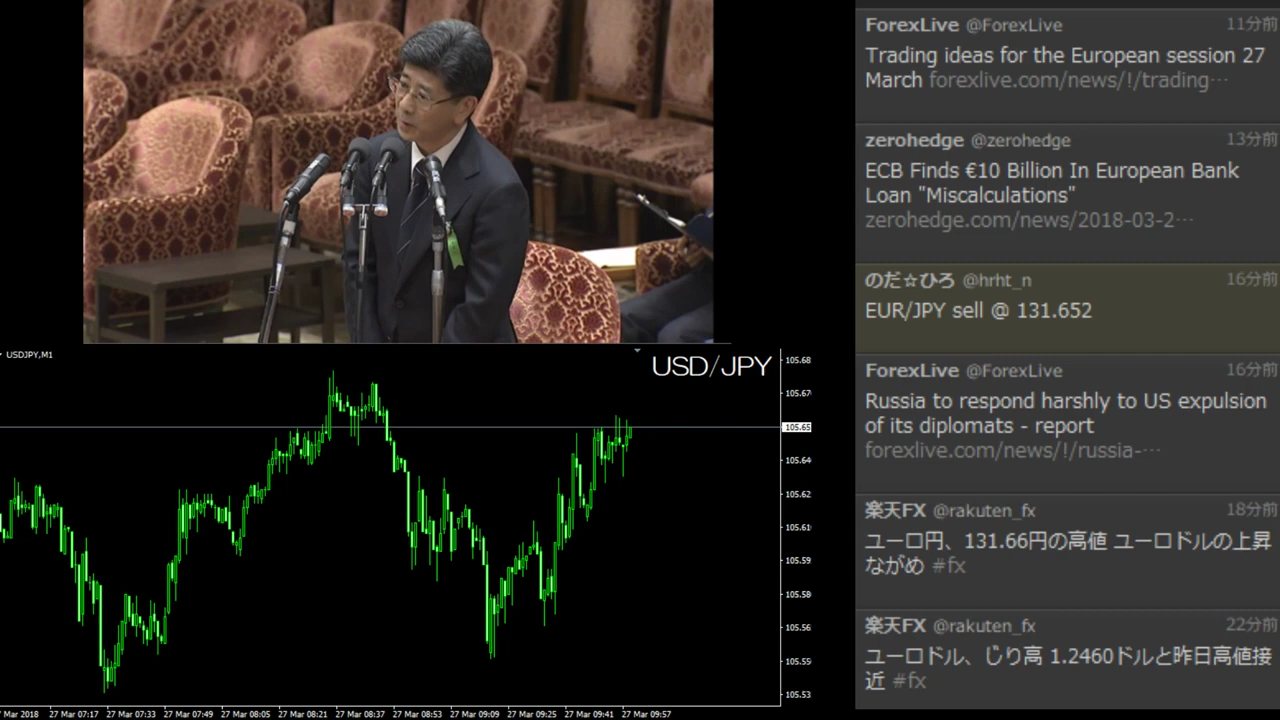 USDJPY,M1
USD/JPY
105.68
105.67
105.65
105.64
105.62
105.61
105.59
105.58
105.56
105.55
105.53
Mar 2018
27 Mar 07:17
27 Mar 07:33
27 Mar 07:49
27 Mar 08:05
27 Mar 08:21
27 Mar 08:37
27 Mar 08:53
27 Mar 09:09
27 Mar 09:25
27 Mar 09:41
27 Mar 09:57
ForexLive @ForexLive 11分前
Trading ideas for the European session 27
March forexlive.com/news/!/trading…
zerohedge @zerohedge 13分前
ECB Finds €10 Billion In European Bank
Loan "Miscalculations"
zerohedge.com/news/2018-03-2…
のだ☆ひろ @hrht_n 16分前
EUR/JPY sell @ 131.652
ForexLive @ForexLive 16分前
Russia to respond harshly to US expulsion
of its diplomats - report
forexlive.com/news/!/russia-…
楽天FX @rakuten_fx 18分前
ユーロ円、131.66円の高値 ユーロドルの上昇
ながめ #fx
楽天FX @rakuten_fx 22分前
ユーロドル、じり高 1.2460ドルと昨日高値接
近 #fx